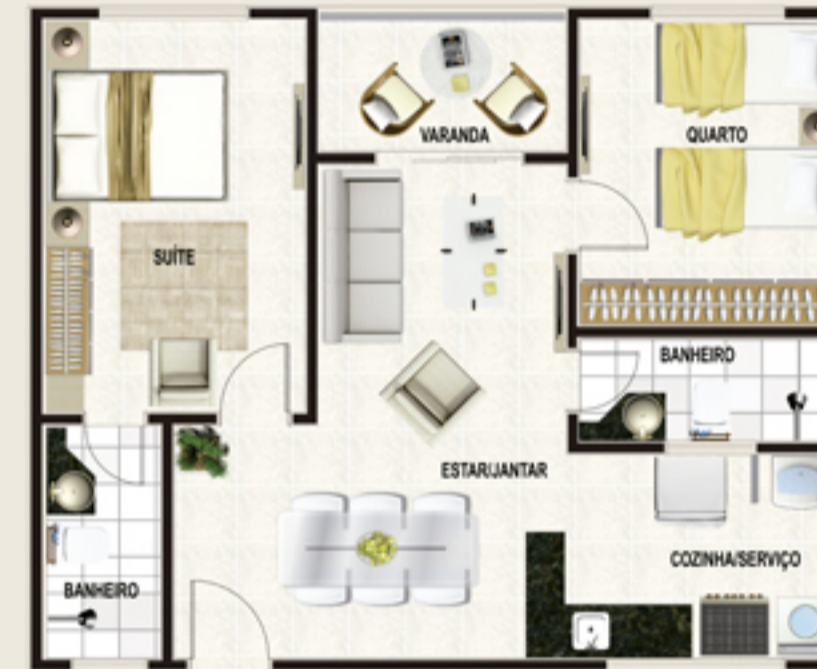 VARANDA
QUARTO
SUÍTE
BANHEIRO
ESTAR/JANTAR
COZINHA/SERVIÇO
BANHEIRO